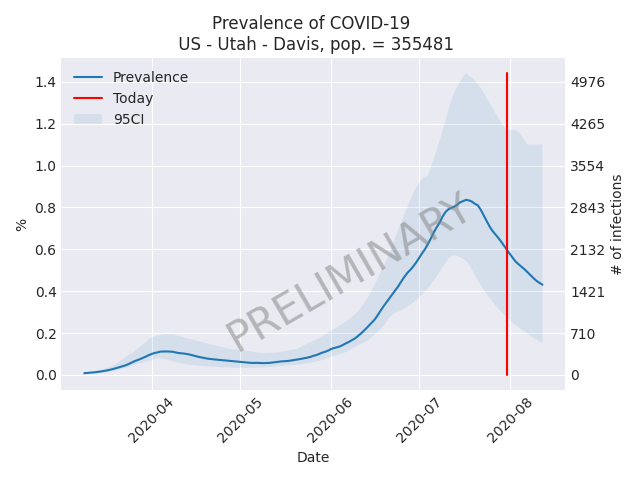 Prevalence of COVID-19
US - Utah - Davis, pop. = 355481
Prevalence
Today
95CI
PRELIMINARY
%
1.4
1.2
1.0
0.8
0.6
0.4
0.2
0.0
4976
4265
3554
2843
2132
1421
710
0
# of infections
2020-04
2020-05
2020-06
2020-07
2020-08
Date